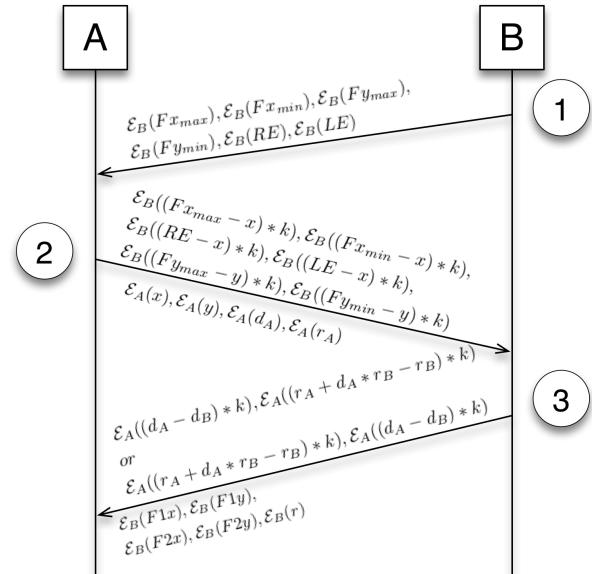 A
B
1
ℰ_B(Fx_max), ℰ_B(Fx_min), ℰ_B(Fy_max),
ℰ_B(Fy_min), ℰ_B(RE), ℰ_B(LE)
2
ℰ_B((Fx_max − x) * k), ℰ_B((Fx_min − x) * k),
ℰ_B((RE − x) * k), ℰ_B((LE − x) * k),
ℰ_B((Fy_max − y) * k), ℰ_B((Fy_min − y) * k)
ℰ_A(x), ℰ_A(y), ℰ_A(d_A), ℰ_A(r_A)
3
ℰ_A((d_A − d_B) * k), ℰ_A((r_A + d_A * r_B − r_B) * k)
or
ℰ_A((r_A + d_A * r_B − r_B) * k), ℰ_A((d_A − d_B) * k)
ℰ_B(F1x), ℰ_B(F1y),
ℰ_B(F2x), ℰ_B(F2y), ℰ_B(r)